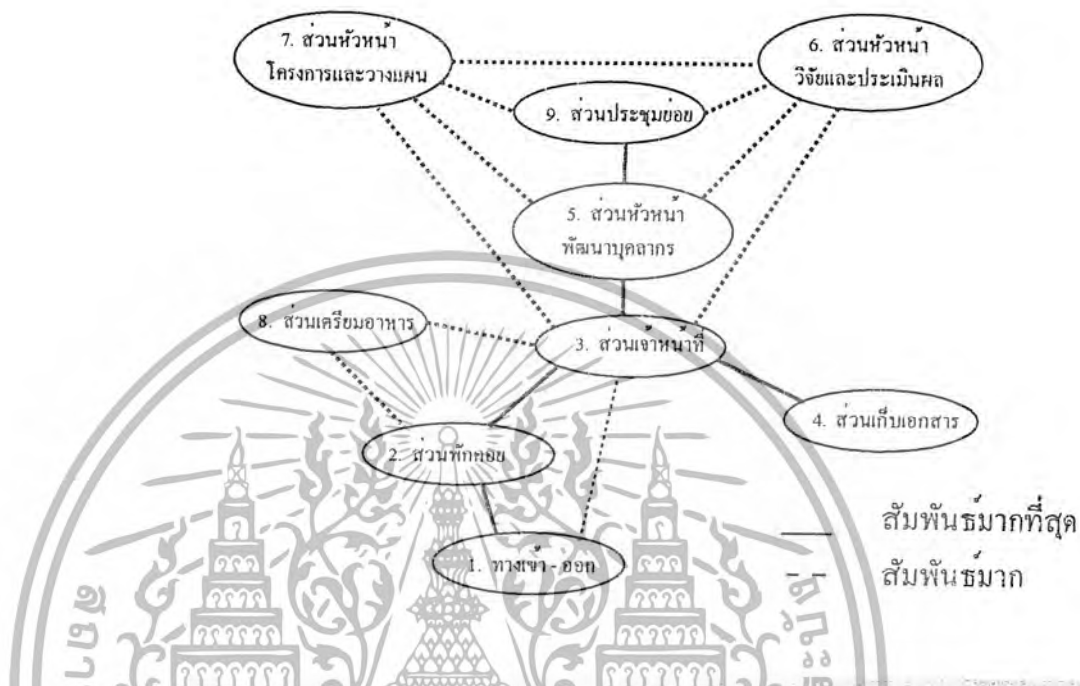 7. ส่วนหัวหน้า
โครงการและวางแผน
6. ส่วนหัวหน้า
วิจัยและประเมินผล
9. ส่วนประชุมย่อย
5. ส่วนหัวหน้า
พัฒนาบุคลากร
8. ส่วนเตรียมอาหาร
3. ส่วนเจ้าหน้าที่
4. ส่วนเก็บเอกสาร
2. ส่วนพักคอย
1. ทางเข้า - ออก
สัมพันธ์มากที่สุด
สัมพันธ์มาก